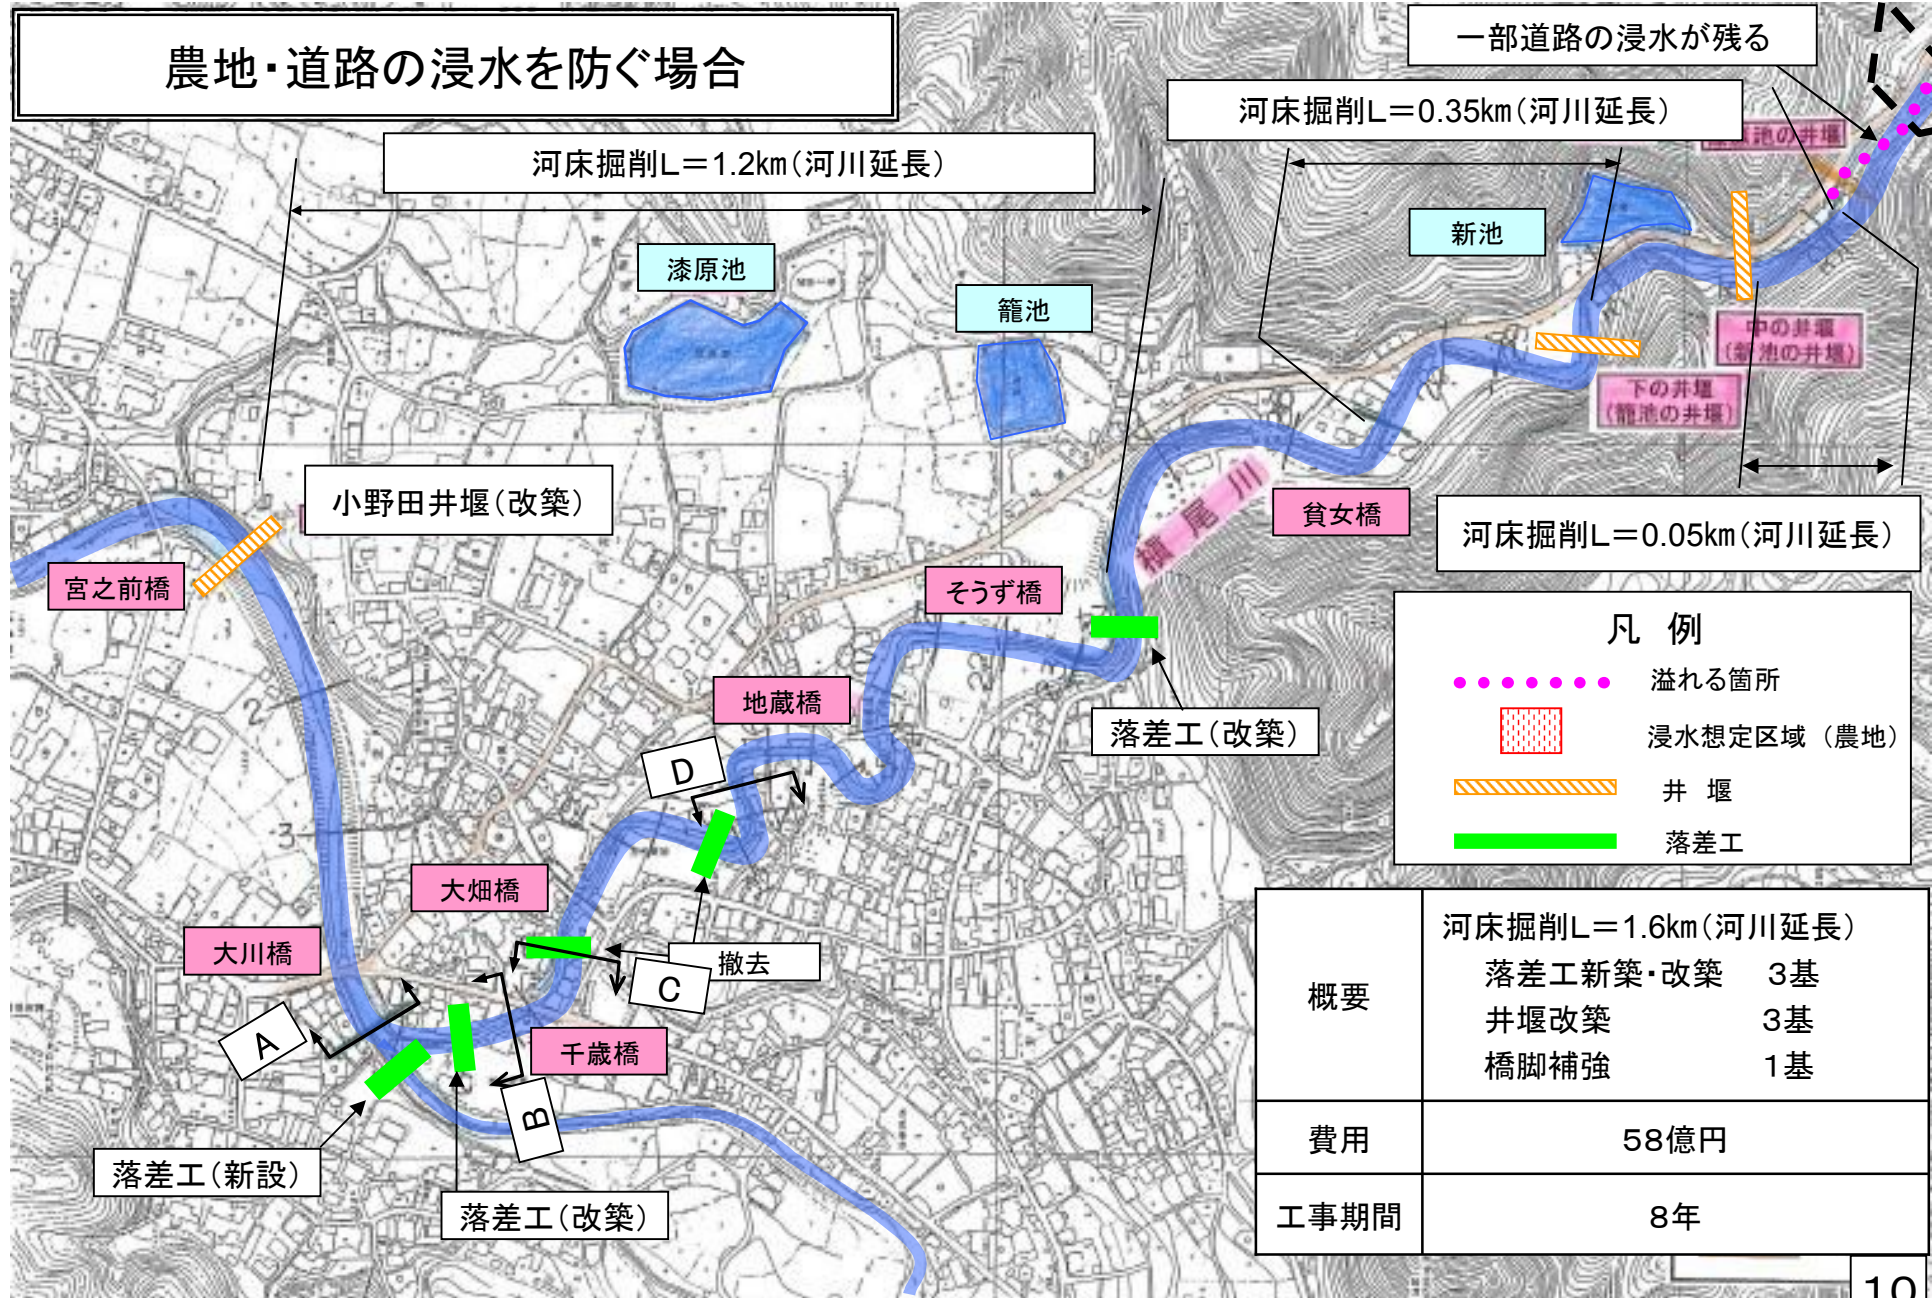 農地・道路の浸水を防ぐ場合
一部道路の浸水が残る
河床掘削L＝0.35km（河川延長）
河床掘削L＝1.2km（河川延長）
池の井堰
新池
漆原池
籠池
中の井堰
（新池の井堰）
下の井堰
（籠池の井堰）
小野田井堰（改築）
槇尾川
貧女橋
河床掘削L＝0.05km（河川延長）
宮之前橋
そうず橋
凡 例
溢れる箇所
浸水想定区域（農地）
井 堰
落差工
地蔵橋
落差工（改築）
D
2
2
3
大畑橋
大川橋
撤去
C
A
千歳橋
B
落差工（新設）
落差工（改築）
概要
河床掘削L＝1.6km（河川延長）
落差工新築・改築 3基
井堰改築 3基
橋脚補強 1基
費用
58億円
工事期間
8年
10